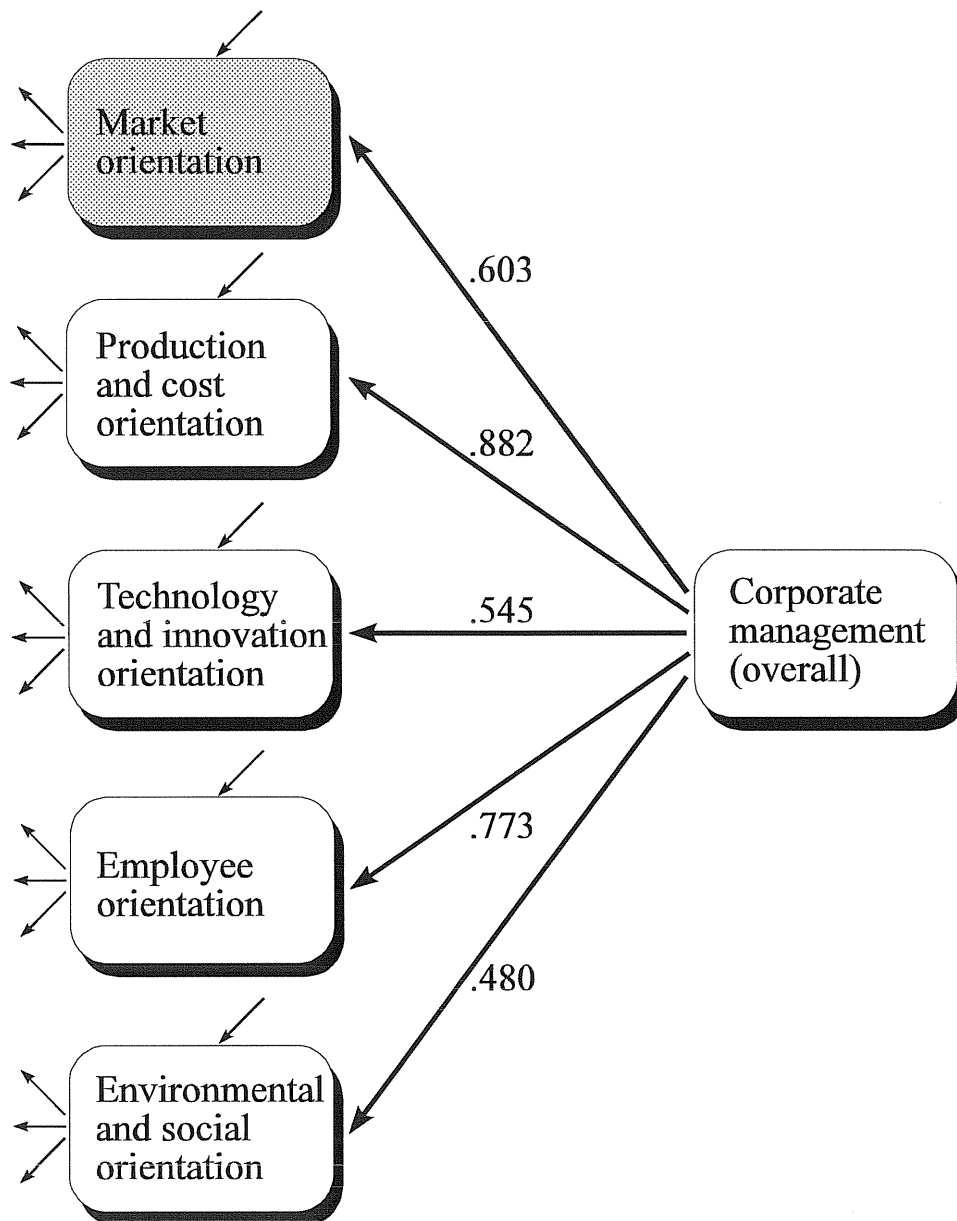 Market
orientation
.603
Production
and cost
orientation
.882
Technology
and innovation
orientation
.545
Corporate
management
(overall)
Employee
orientation
.773
.480
Environmental
and social
orientation